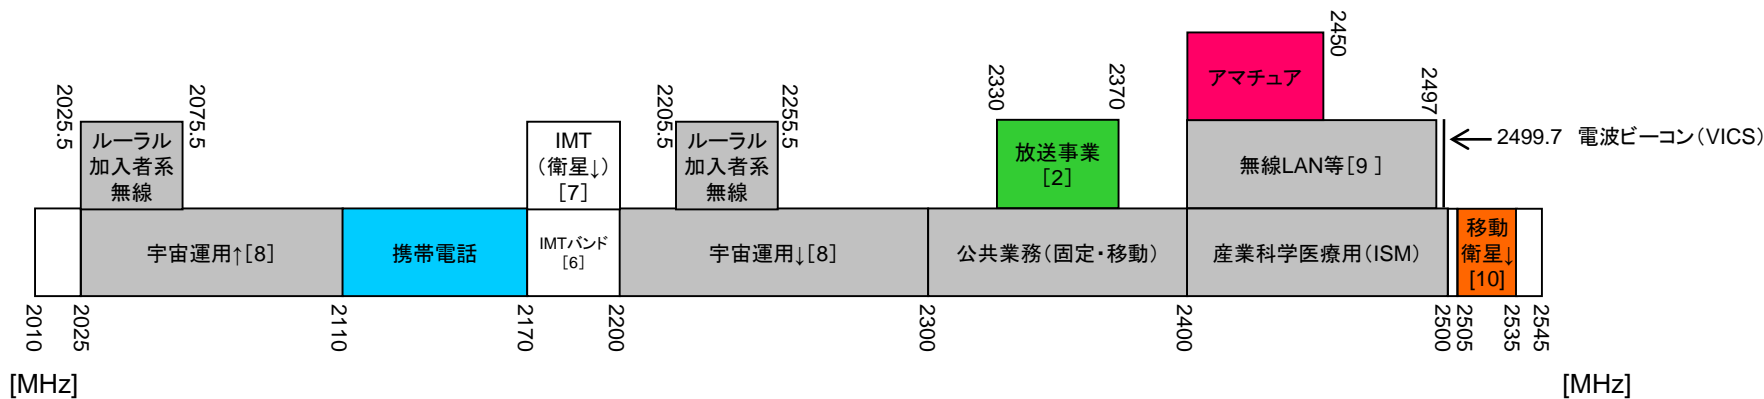 2450
アマチュア
2025.5
2075.5
2205.5
2255.5
2330
2370
2497
ルーラル
加入者系
無線
IMT
（衛星↓）
[7]
ルーラル
加入者系
無線
放送事業
[2]
無線LAN等[9 ]
2499.7 電波ビーコン（VICS）
宇宙運用↑[8]
携帯電話
IMTバンド
[6]
宇宙運用↓[8]
公共業務（固定・移動）
産業科学医療用（ISM）
移動
衛星↓
[10]
2010
2025
2110
2170
2200
2300
2400
2500
2505
2535
2545
[MHz]
[MHz]